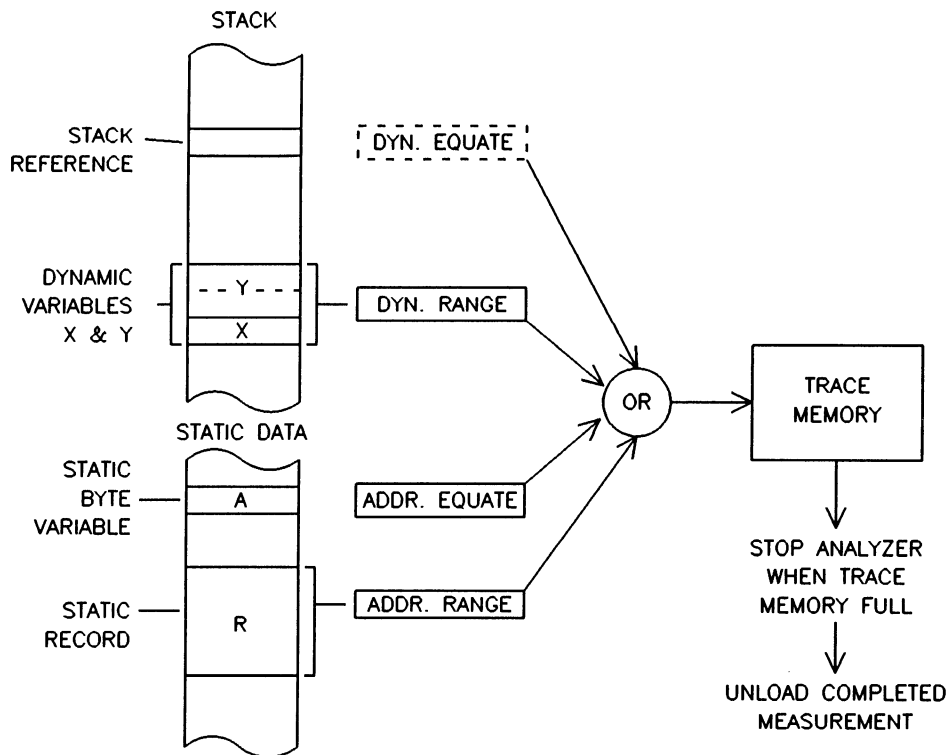 STACK
STACK
REFERENCE
DYN. EQUATE
DYNAMIC
VARIABLES
X & Y
Y
X
DYN. RANGE
OR
TRACE
MEMORY
STATIC DATA
STATIC
BYTE
VARIABLE
A
ADDR. EQUATE
STATIC
RECORD
R
ADDR. RANGE
STOP ANALYZER
WHEN TRACE
MEMORY FULL
UNLOAD COMPLETED
MEASUREMENT